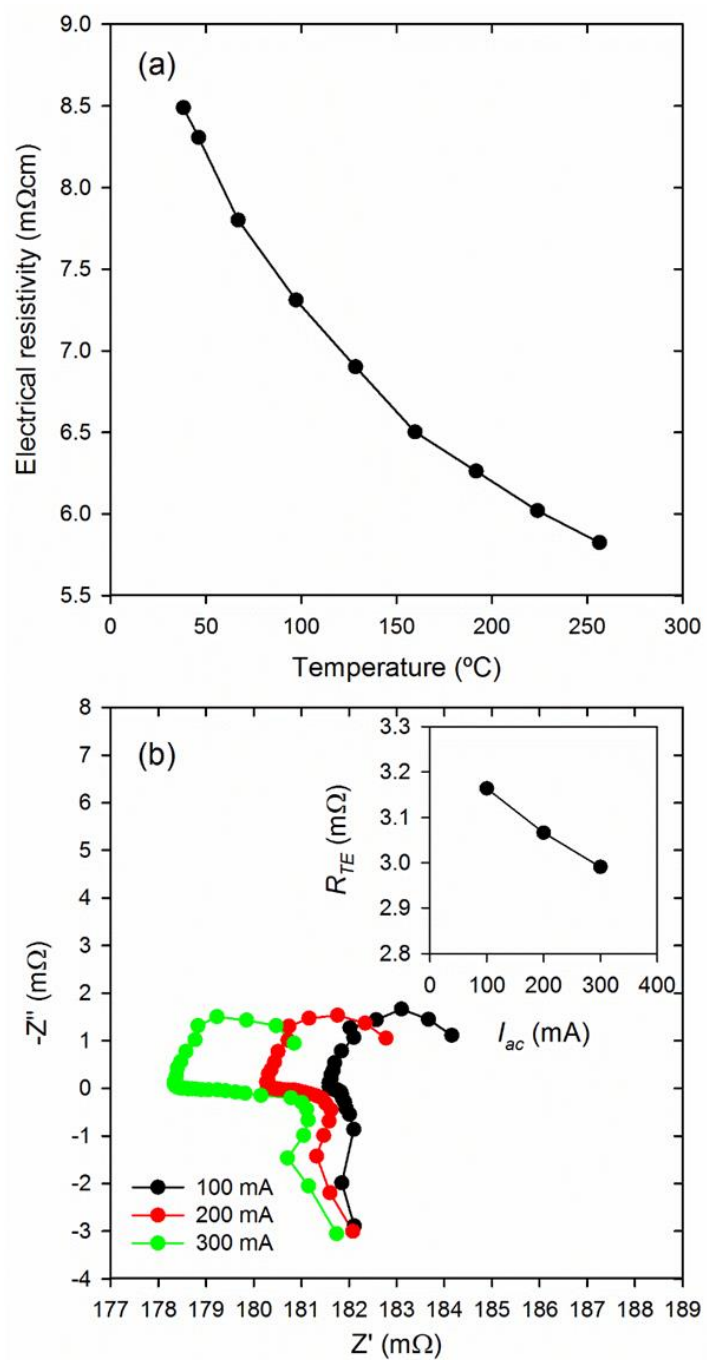 (a)
Electrical resistivity (mΩcm)
9.0
8.5
8.0
7.5
7.0
6.5
6.0
5.5
0 50 100 150 200 250 300
Temperature (ºC)
(b)
-Z'' (mΩ)
8
7
6
5
4
3
2
1
0
-1
-2
-3
-4
R_TE (mΩ)
3.3
3.2
3.1
3.0
2.9
2.8
0 100 200 300 400
I_ac (mA)
100 mA
200 mA
300 mA
177 178 179 180 181 182 183 184 185 186 187 188 189
Z' (mΩ)